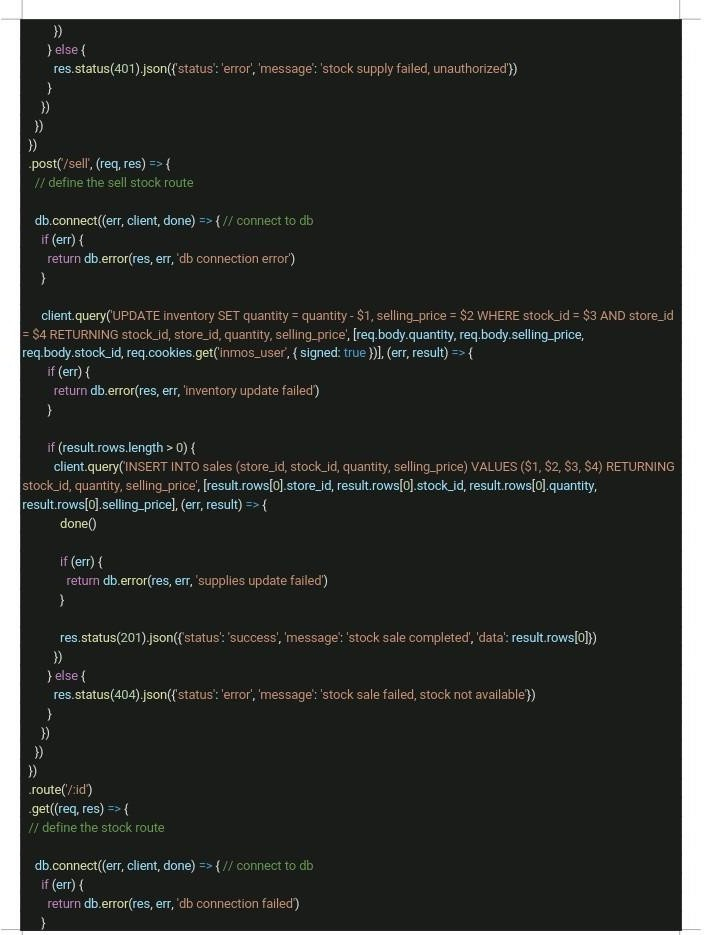 })
} else {
res.status(401).json({'status': 'error', 'message': 'stock supply failed, unauthorized'})
}
})
})
})
.post('/sell', (req, res) => {
// define the sell stock route
db.connect((err, client, done) => { // connect to db
if (err) {
return db.error(res, err, 'db connection error')
}
client.query('UPDATE inventory SET quantity = quantity - $1, selling_price = $2 WHERE stock_id = $3 AND store_id
= $4 RETURNING stock_id, store_id, quantity, selling_price', [req.body.quantity, req.body.selling_price,
req.body.stock_id, req.cookies.get('inmos_user', { signed: true })], (err, result) => {
if (err) {
return db.error(res, err, 'inventory update failed')
}
if (result.rows.length > 0) {
client.query('INSERT INTO sales (store_id, stock_id, quantity, selling_price) VALUES ($1, $2, $3, $4) RETURNING
stock_id, quantity, selling_price', [result.rows[0].store_id, result.rows[0].stock_id, result.rows[0].quantity,
result.rows[0].selling_price], (err, result) => {
done()
if (err) {
return db.error(res, err, 'supplies update failed')
}
res.status(201).json({'status': 'success', 'message': 'stock sale completed', 'data': result.rows[0]})
})
} else {
res.status(404).json({'status': 'error', 'message': 'stock sale failed, stock not available'})
}
})
})
})
.route('/:id')
.get((req, res) => {
// define the stock route
db.connect((err, client, done) => { // connect to db
if (err) {
return db.error(res, err, 'db connection failed')
}